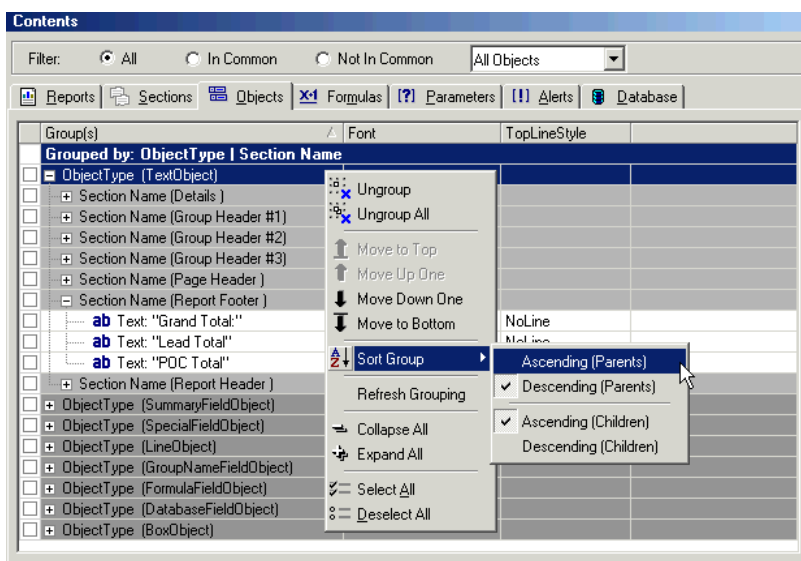 Contents
Filter: All In Common Not In Common All Objects
Reports Sections Objects X+1 Formulas [?] Parameters [!] Alerts Database
Group(s) Font TopLineStyle
Grouped by: ObjectType | Section Name
ObjectType (TextObject)
Section Name (Details )
Section Name (Group Header #1)
Section Name (Group Header #2)
Section Name (Group Header #3)
Section Name (Page Header )
Section Name (Report Footer )
ab Text: "Grand Total:" NoLine
ab Text: "Lead Total" NoLine
ab Text: "POC Total"
Section Name (Report Header )
ObjectType (SummaryFieldObject)
ObjectType (SpecialFieldObject)
ObjectType (LineObject)
ObjectType (GroupNameFieldObject)
ObjectType (FormulaFieldObject)
ObjectType (DatabaseFieldObject)
ObjectType (BoxObject)
Ungroup
Ungroup All
Move to Top
Move Up One
Move Down One
Move to Bottom
Sort Group
Refresh Grouping
Collapse All
Expand All
Select All
Deselect All
Ascending (Parents)
Descending (Parents)
Ascending (Children)
Descending (Children)